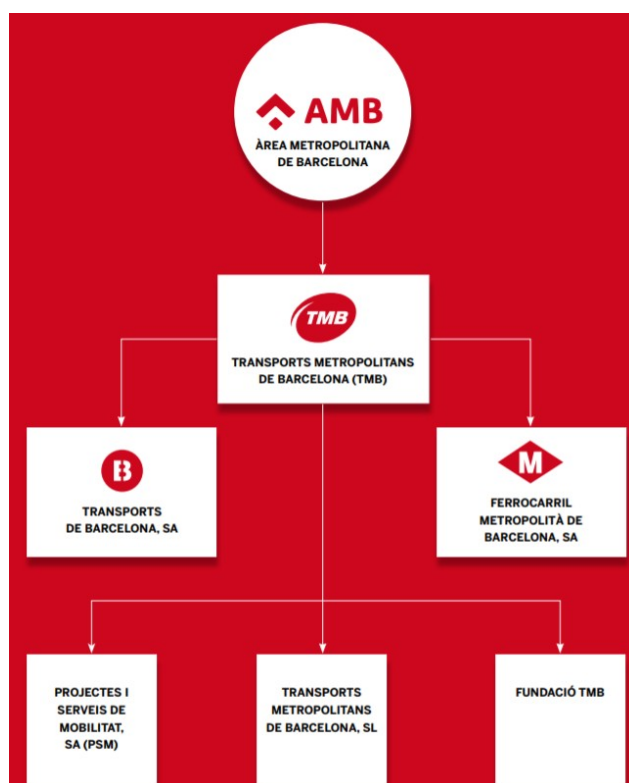 AMB
ÀREA METROPOLITANA
DE BARCELONA
TMB
TRANSPORTS METROPOLITANS
DE BARCELONA (TMB)
B
TRANSPORTS
DE BARCELONA, SA
M
FERROCARRIL
METROPOLITÀ DE
BARCELONA, SA
PROJECTES I
SERVEIS DE
MOBILITAT,
SA (PSM)
TRANSPORTS
METROPOLITANS
DE BARCELONA, SL
FUNDACIÓ TMB